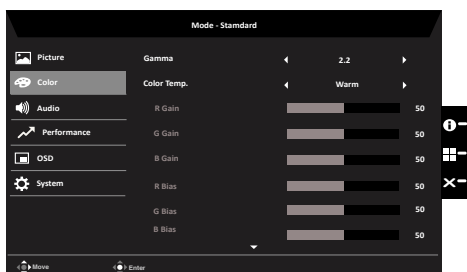 Mode - Standard
Picture
Color
Audio
Performance
OSD
System
Gamma 2.2
Color Temp. Warm
R Gain 50
G Gain 50
B Gain 50
R Bias 50
G Bias 50
B Bias 50
Move Enter